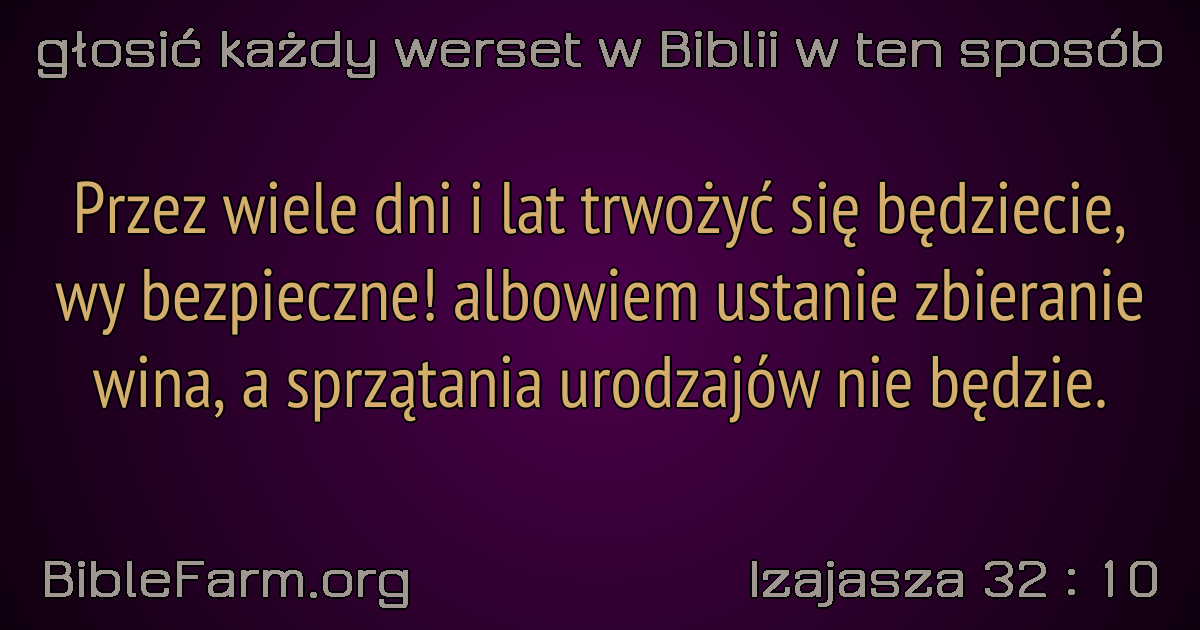 głosić każdy werset w Biblii w ten sposób
Przez wiele dni i lat trwożyć się będziecie,
wy bezpieczne! albowiem ustanie zbieranie
wina, a sprzątania urodzajów nie będzie.
BibleFarm.org
Izajasza 32 : 10